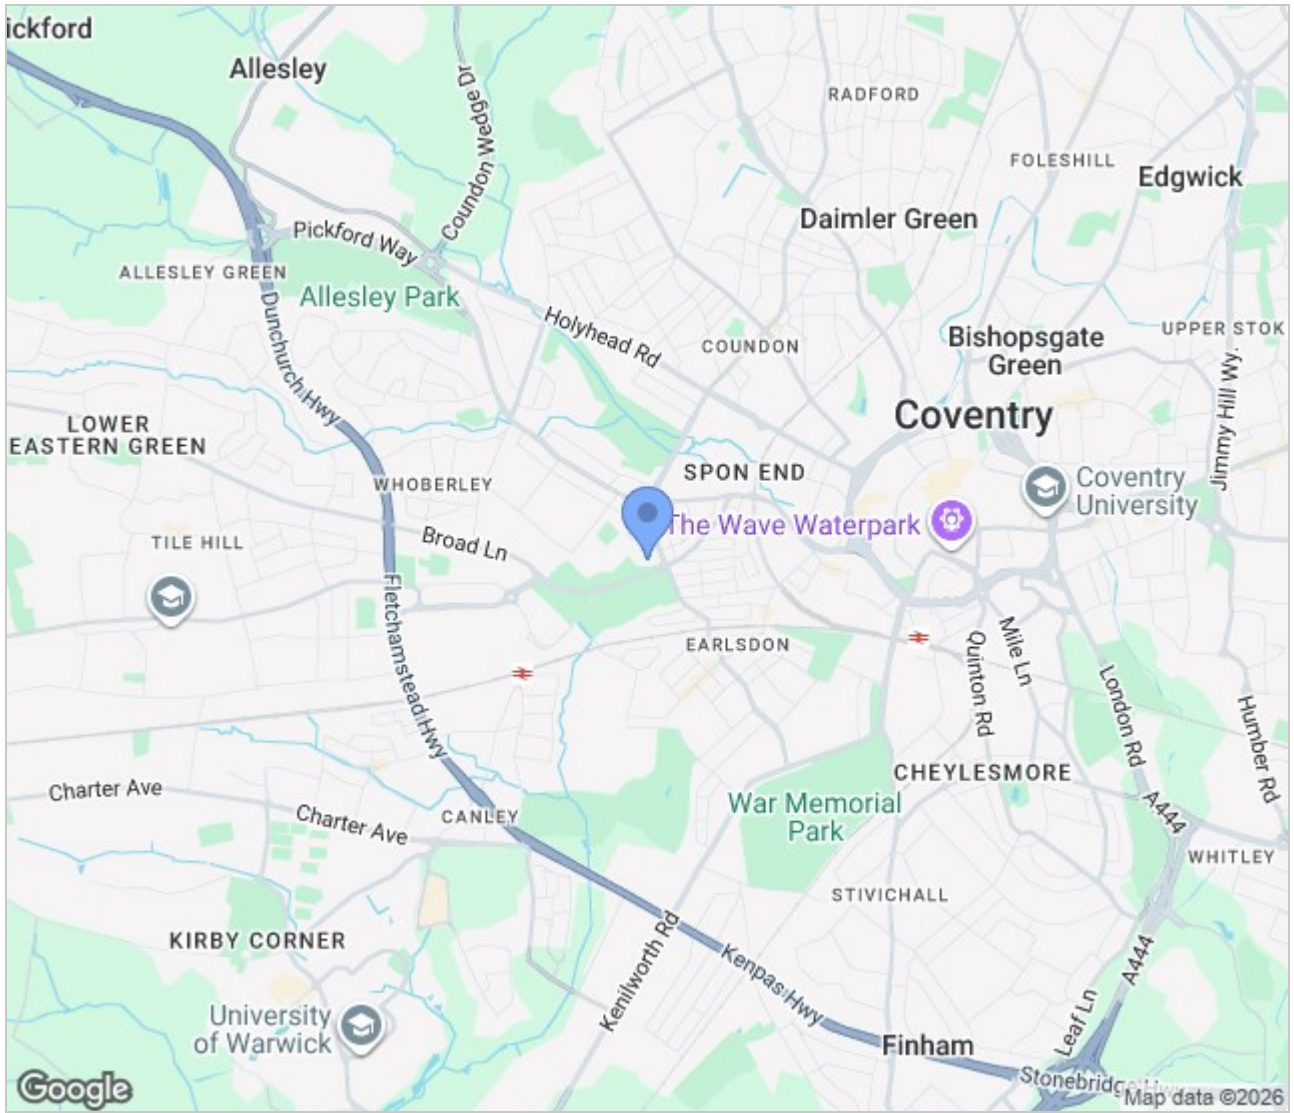 ickford
Allesley
Coundon Wedge Dr
RADFORD
FOLESHILL
Edgwick
Daimler Green
Pickford Way
ALLESLEY GREEN
Allesley Park
Dunchurch Hwy
Holyhead Rd
COUNDON
Bishopsgate
Green
UPPER STOK
Jimmy Hill Wy.
LOWER
EASTERN GREEN
Coventry
WHOBERLEY
SPON END
Coventry
University
The Wave Waterpark
TILE HILL
Broad Ln
Fletchamstead Hwy
EARLSDON
Mile Ln
Quinton Rd
London Rd
Humber Rd
CHEYLESMORE
Charter Ave
Charter Ave
CANLEY
War Memorial
Park
A444
WHITLEY
STIVICHALL
KIRBY CORNER
Kenilworth Rd
Kenpas Hwy
A444
University
of Warwick
Leaf Ln
Finham
Stonebridge Hwy
Google
Map data ©2026